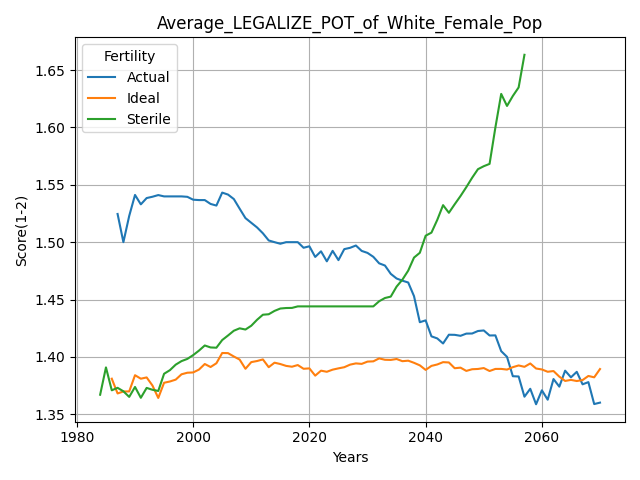 Average_LEGALIZE_POT_of_White_Female_Pop
Fertility
Actual
Ideal
Sterile
Score(1-2)
1.65
1.60
1.55
1.50
1.45
1.40
1.35
1980
2000
2020
2040
2060
Years